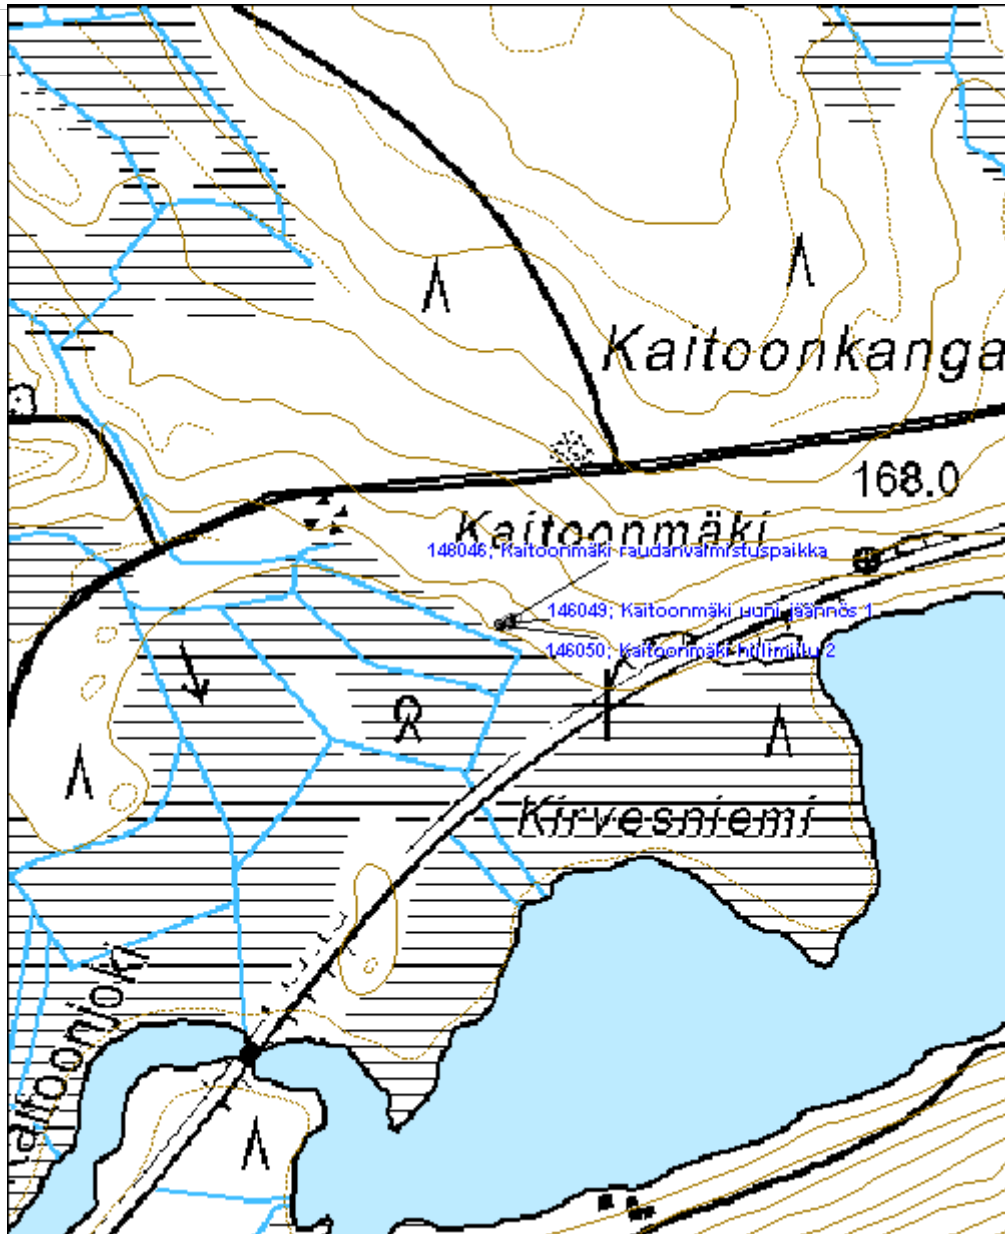 Kaitoonkanga
168.0
Kaitoonmäki
146046; Kaitoonmäki raudanvalmistuspaikka
146049; Kaitoonmäki uuni jäännös 1
146050; Kaitoonmäki hiilimiilu 2
Kirvesniemi